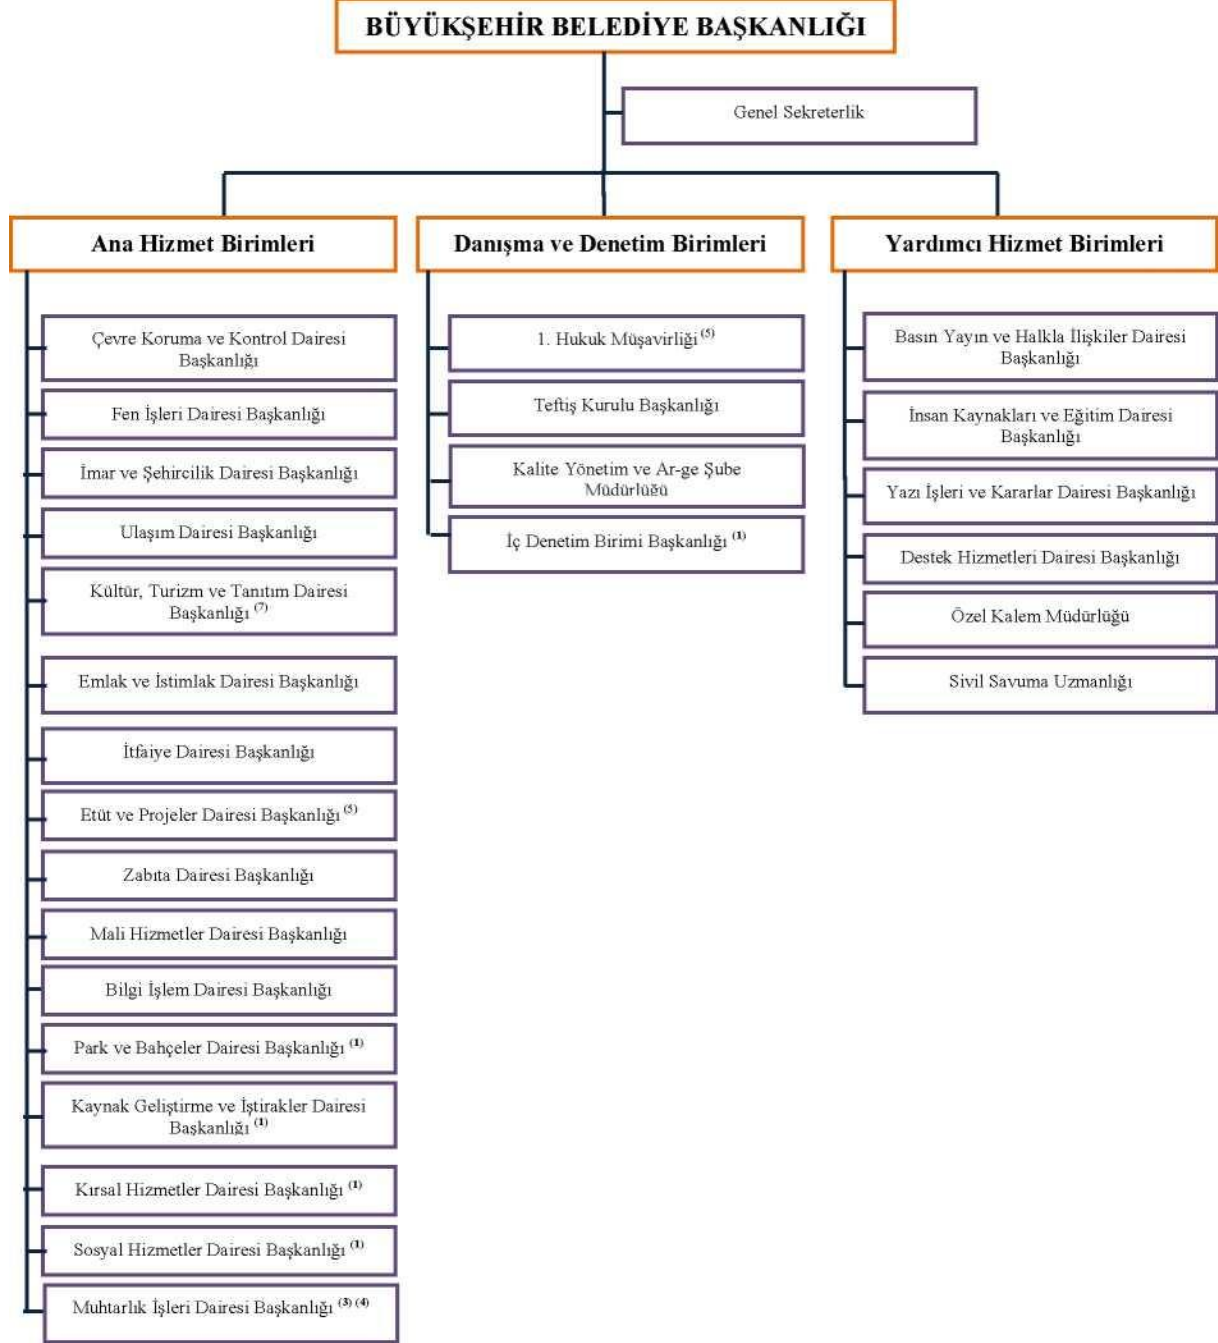 BÜYÜKŞEHİR BELEDİYE BAŞKANLIĞI
Genel Sekreterlik
Ana Hizmet Birimleri
Çevre Koruma ve Kontrol Dairesi
Başkanlığı
Fen İşleri Dairesi Başkanlığı
İmar ve Şehircilik Dairesi Başkanlığı
Ulaşım Dairesi Başkanlığı
Kültür, Turizm ve Tanıtım Dairesi
Başkanlığı (7)
Emlak ve İstimlak Dairesi Başkanlığı
İtfaiye Dairesi Başkanlığı
Etüt ve Projeler Dairesi Başkanlığı (5)
Zabıta Dairesi Başkanlığı
Mali Hizmetler Dairesi Başkanlığı
Bilgi İşlem Dairesi Başkanlığı
Park ve Bahçeler Dairesi Başkanlığı (1)
Kaynak Geliştirme ve İştirakler Dairesi
Başkanlığı (1)
Kırsal Hizmetler Dairesi Başkanlığı (1)
Sosyal Hizmetler Dairesi Başkanlığı (1)
Muhtarlık İşleri Dairesi Başkanlığı (3) (4)
Danışma ve Denetim Birimleri
1. Hukuk Müşavirliği (5)
Teftiş Kurulu Başkanlığı
Kalite Yönetim ve Ar-ge Şube
Müdürlüğü
İç Denetim Birimi Başkanlığı (1)
Yardımcı Hizmet Birimleri
Basın Yayın ve Halkla İlişkiler Dairesi
Başkanlığı
İnsan Kaynakları ve Eğitim Dairesi
Başkanlığı
Yazı İşleri ve Kararlar Dairesi Başkanlığı
Destek Hizmetleri Dairesi Başkanlığı
Özel Kalem Müdürlüğü
Sivil Savuma Uzmanlığı